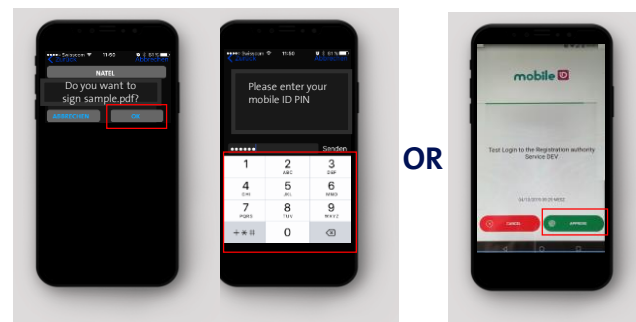 Swisscom 11:50 81%
Zurück Abbrechen
NATEL
Do you want to
sign sample.pdf?
ABBRECHEN OK
Swisscom 11:50 81%
Zurück Abbrechen
Please enter your
mobile ID PIN
•••••• Senden
1 2 3
ABC DEF
4 5 6
GHI JKL MNO
7 8 9
PQRS TUV WXYZ
+ * # 0
OR
mobile ID
Test Login to the Registration authority
Service DEV
CANCEL APPROVE